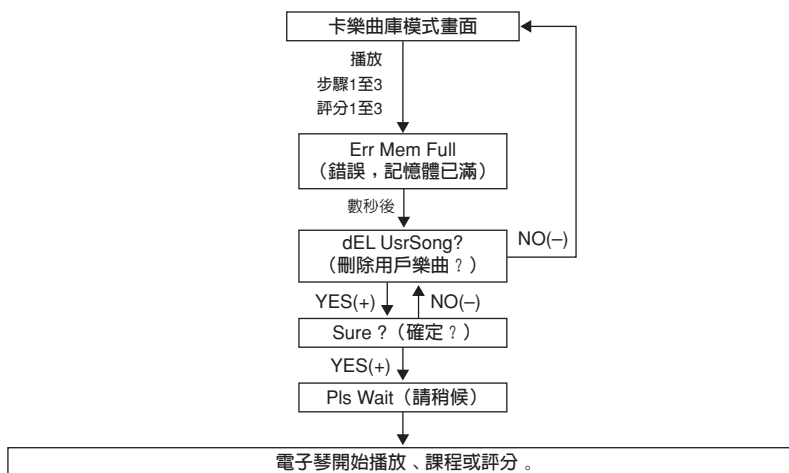 卡樂曲庫模式畫面
播放
步驟1至3
評分1至3
Err Mem Full
（錯誤，記憶體已滿）
數秒後
dEL UsrSong?
（刪除用戶樂曲？）
NO(–)
YES(+)
NO(–)
Sure ?（確定？）
YES(+)
Pls Wait（請稍候）
電子琴開始播放、課程或評分。